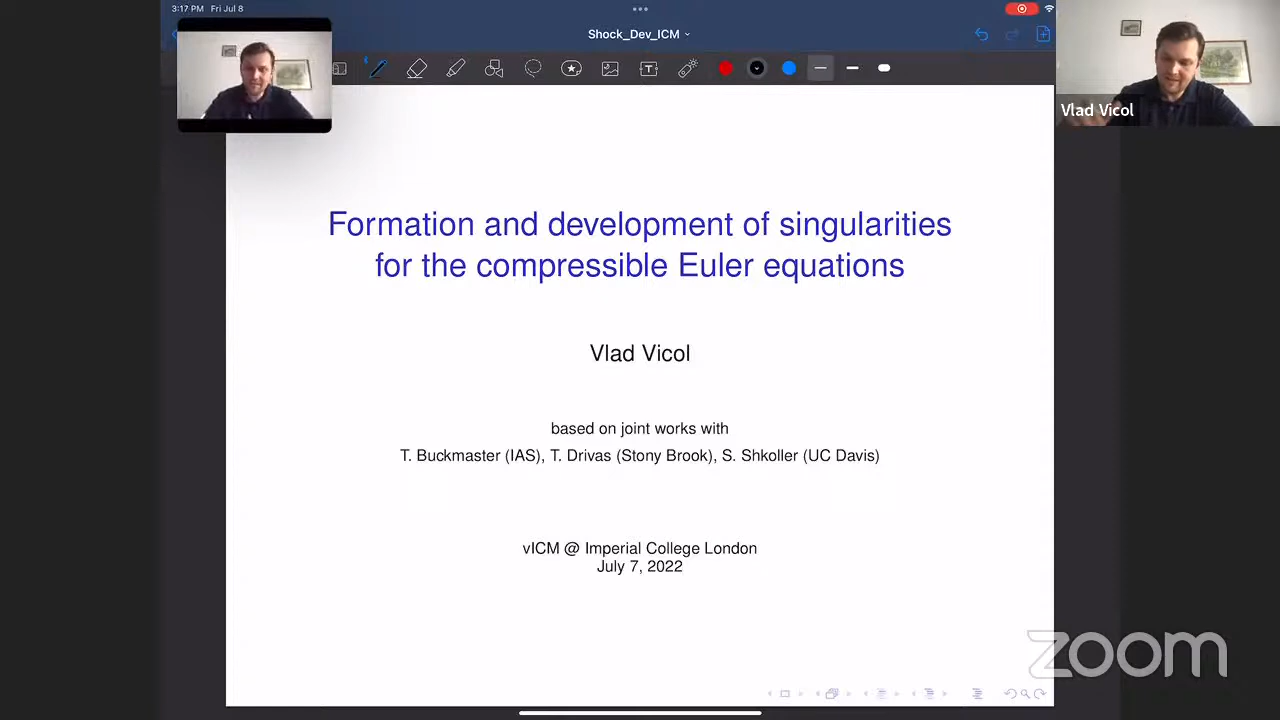 3:17 PM Fri Jul 8
Shock_Dev_ICM
Vlad Vicol
Formation and development of singularities
for the compressible Euler equations
Vlad Vicol
based on joint works with
T. Buckmaster (IAS), T. Drivas (Stony Brook), S. Shkoller (UC Davis)
vICM @ Imperial College London
July 7, 2022
zoom